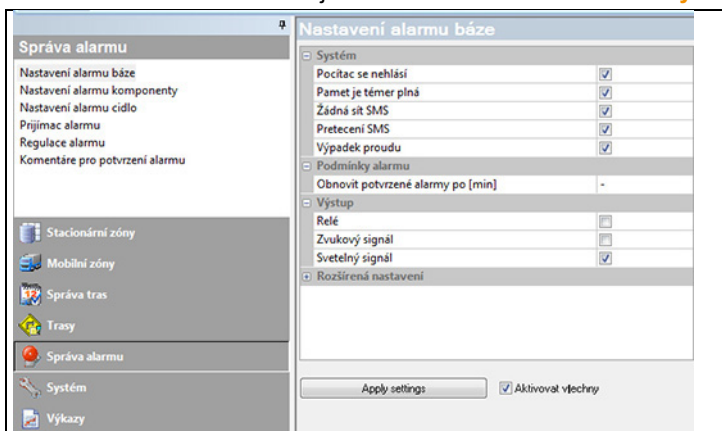 Správa alarmu
Nastavení alarmu báze
Nastavení alarmu komponenty
Nastavení alarmu cidlo
Prijímac alarmu
Regulace alarmu
Komentáre pro potvrzení alarmu
Stacionární zóny
Mobilní zóny
Správa tras
Trasy
Správa alarmu
Systém
Výkazy
Nastavení alarmu báze
Systém
Pocítac se nehlásí
Pamet je témer plná
Žádná sít SMS
Pretecení SMS
Výpadek proudu
Podmínky alarmu
Obnovit potvrzené alarmy po [min] -
Výstup
Relé
Zvukový signál
Svetelný signál
Rozšírená nastavení
Apply settings
Aktivovat vlechny